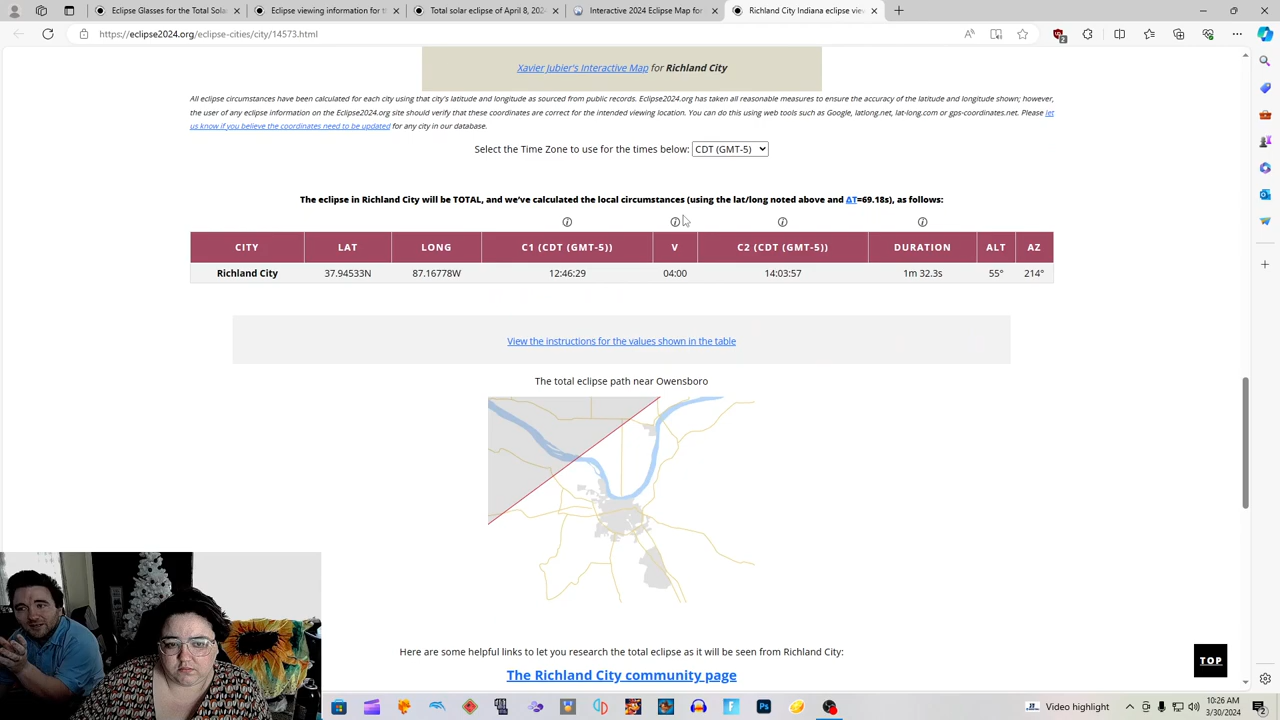 Eclipse Glasses for the Total Sola
Eclipse viewing information for t
Total solar eclipse of April 8, 202
Interactive 2024 Eclipse Map for
Richland City Indiana eclipse view
https://eclipse2024.org/eclipse-cities/city/14573.html
Xavier Jubier's Interactive Map for Richland City
All eclipse circumstances have been calculated for each city using that city's latitude and longitude as sourced from public records. Eclipse2024.org has taken all reasonable measures to ensure the accuracy of the latitude and longitude shown; however,
the user of any eclipse information on the Eclipse2024.org site should verify that these coordinates are correct for the intended viewing location. You can do this using web tools such as Google, latlong.net, lat-long.com or gps-coordinates.net. Please let
us know if you believe the coordinates need to be updated for any city in our database.
Select the Time Zone to use for the times below: CDT (GMT-5)
The eclipse in Richland City will be TOTAL, and we've calculated the local circumstances (using the lat/long noted above and ΔT=69.18s), as follows:
CITY LAT LONG C1 (CDT (GMT-5)) V C2 (CDT (GMT-5)) DURATION ALT AZ
Richland City 37.94533N 87.16778W 12:46:29 04:00 14:03:57 1m 32.3s 55° 214°
View the instructions for the values shown in the table
The total eclipse path near Owensboro
Here are some helpful links to let you research the total eclipse as it will be seen from Richland City:
The Richland City community page
TOP
Video highlight
10:26 AM
3/30/2024